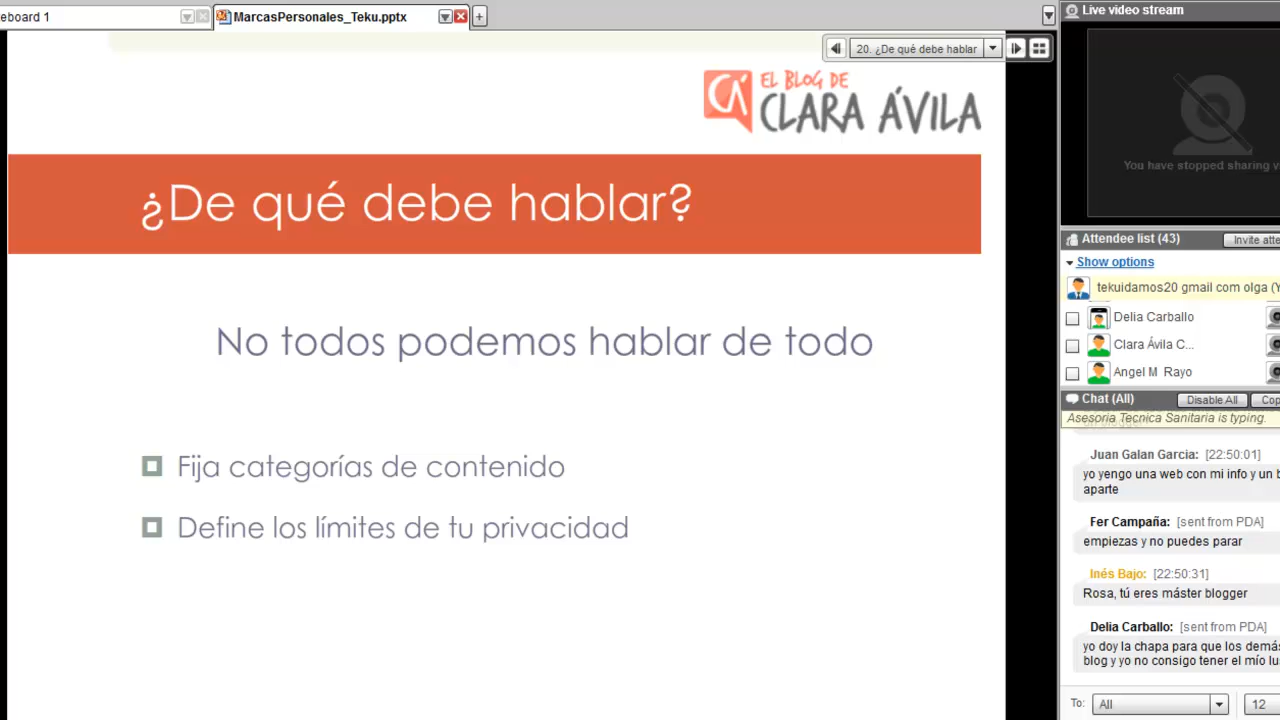 eboard 1
MarcasPersonales_Teku.pptx
20. ¿De qué debe hablar
EL BLOG DE
CLARA ÁVILA
CÁ
¿De qué debe hablar?
No todos podemos hablar de todo
Fija categorías de contenido
Define los límites de tu privacidad
Live video stream
You have stopped sharing
Attendee list (43)
Invite atte
Show options
tekuidamos20 gmail com olga (Y
Delia Carballo
Clara Ávila C...
Angel M Rayo
Chat (All)
Disable All
Cop
Asesoria Tecnica Sanitaria is typing.
Juan Galan Garcia: [22:50:01]
yo yengo una web con mi info y un b
aparte
Fer Campaña: [sent from PDA]
empiezas y no puedes parar
Inés Bajo: [22:50:31]
Rosa, tú eres máster blogger
Delia Carballo: [sent from PDA]
yo doy la chapa para que los demás
blog y yo no consigo tener el mío lu
To:
All
12